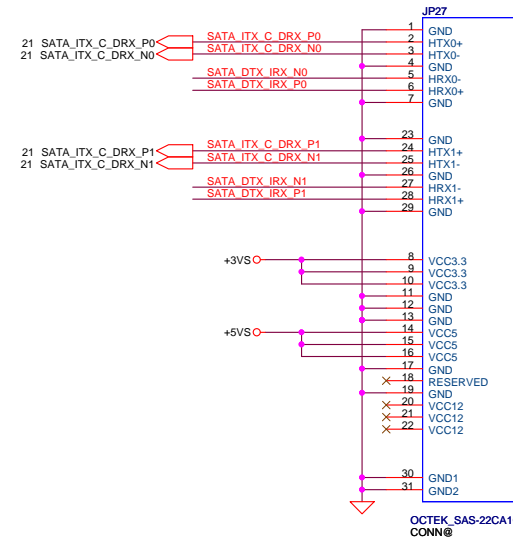 JP27
1 GND
21 SATA_ITX_C_DRX_P0 SATA_ITX_C_DRX_P0 2 HTX0+
21 SATA_ITX_C_DRX_N0 SATA_ITX_C_DRX_N0 3 HTX0-
4 GND
SATA_DTX_IRX_N0 5 HRX0-
SATA_DTX_IRX_P0 6 HRX0+
7 GND
23 GND
21 SATA_ITX_C_DRX_P1 SATA_ITX_C_DRX_P1 24 HTX1+
21 SATA_ITX_C_DRX_N1 SATA_ITX_C_DRX_N1 25 HTX1-
26 GND
SATA_DTX_IRX_N1 27 HRX1-
SATA_DTX_IRX_P1 28 HRX1+
29 GND
+3VS 8 VCC3.3
9 VCC3.3
10 VCC3.3
11 GND
12 GND
13 GND
+5VS 14 VCC5
15 VCC5
16 VCC5
17 GND
18 RESERVED
19 GND
20 VCC12
21 VCC12
22 VCC12
30 GND1
31 GND2
OCTEK_SAS-22CA1
CONN@